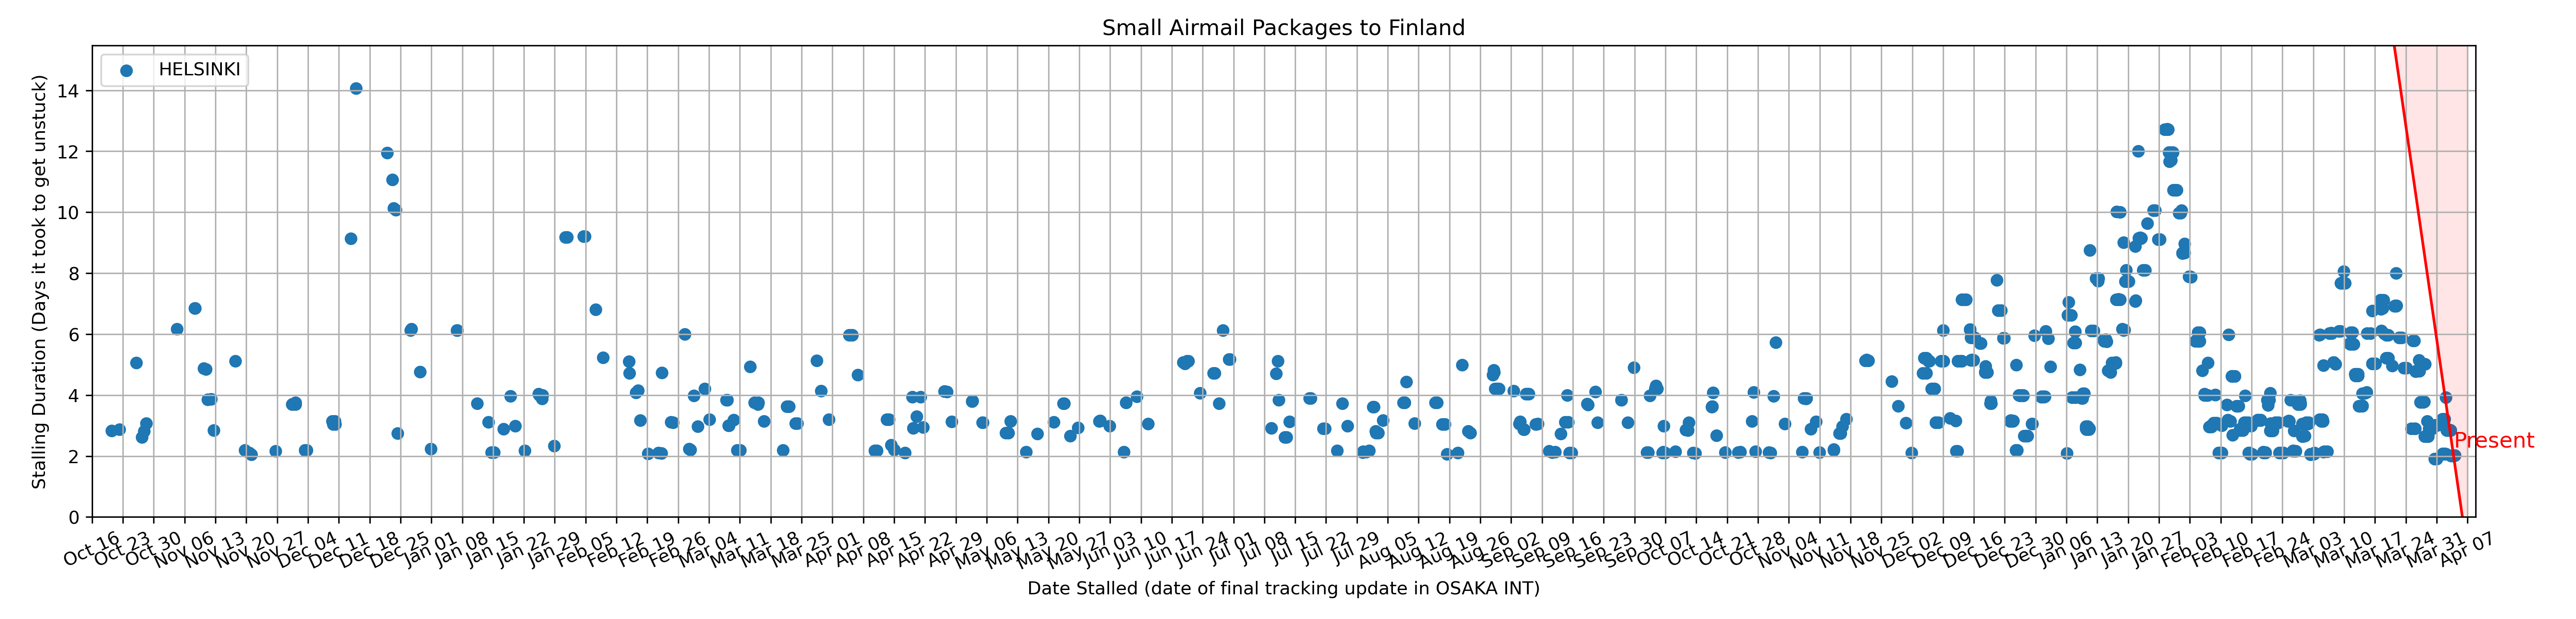 Small Airmail Packages to Finland
HELSINKI
Stalling Duration (Days it took to get unstuck)
14
12
10
8
6
4
2
0
Present
Oct 16 Oct 23 Oct 30 Nov 06 Nov 13 Nov 20 Nov 27 Dec 04 Dec 11 Dec 18 Dec 25 Jan 01 Jan 08 Jan 15 Jan 22 Jan 29 Feb 05 Feb 12 Feb 19 Feb 26 Mar 04 Mar 11 Mar 18 Mar 25 Apr 01 Apr 08 Apr 15 Apr 22 Apr 29 May 06 May 13 May 20 May 27 Jun 03 Jun 10 Jun 17 Jun 24 Jul 01 Jul 08 Jul 15 Jul 22 Jul 29 Aug 05 Aug 12 Aug 19 Aug 26 Sep 02 Sep 09 Sep 16 Sep 23 Sep 30 Oct 07 Oct 14 Oct 21 Oct 28 Nov 04 Nov 11 Nov 18 Nov 25 Dec 02 Dec 09 Dec 16 Dec 23 Dec 30 Jan 06 Jan 13 Jan 20 Jan 27 Feb 03 Feb 10 Feb 17 Feb 24 Mar 03 Mar 10 Mar 17 Mar 24 Mar 31 Apr 07
Date Stalled (date of final tracking update in OSAKA INT)